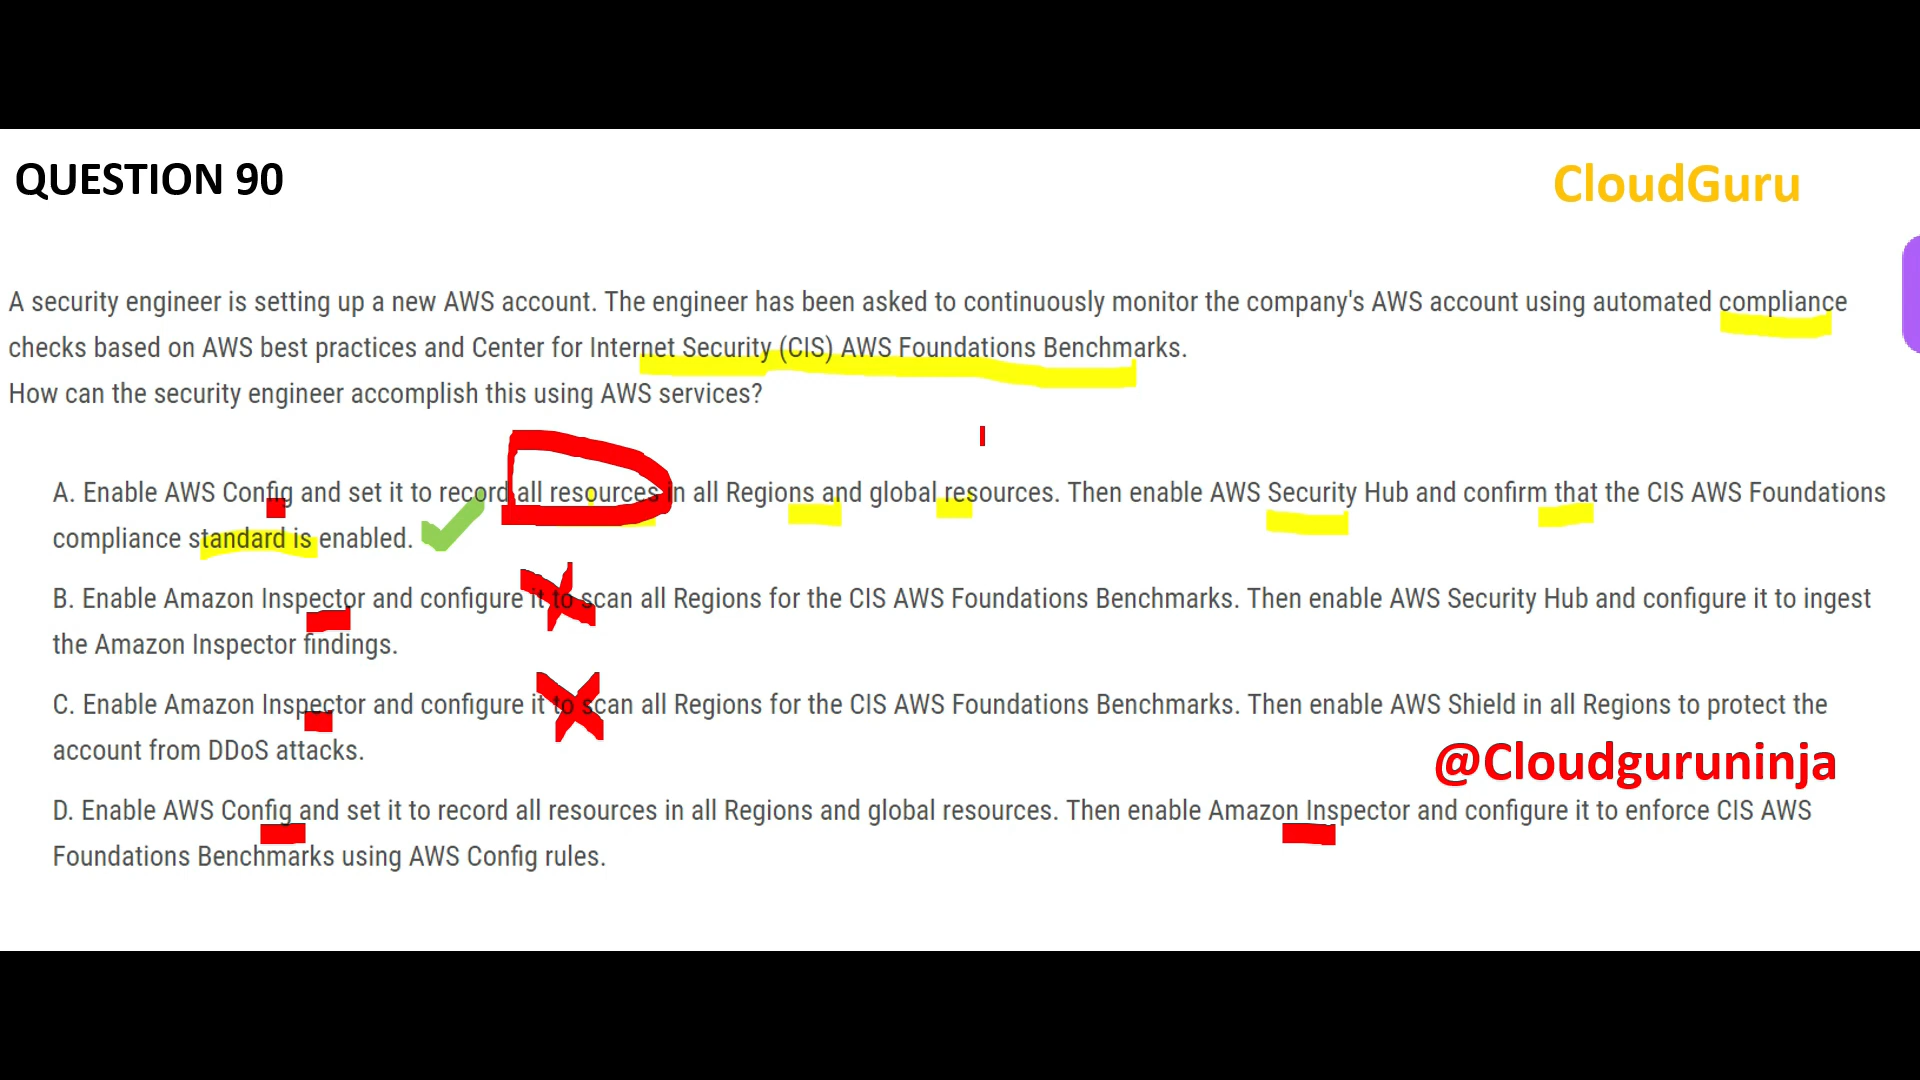 QUESTION 90
CloudGuru
A security engineer is setting up a new AWS account. The engineer has been asked to continuously monitor the company's AWS account using automated compliance
checks based on AWS best practices and Center for Internet Security (CIS) AWS Foundations Benchmarks.
How can the security engineer accomplish this using AWS services?
A. Enable AWS Config and set it to record all resources in all Regions and global resources. Then enable AWS Security Hub and confirm that the CIS AWS Foundations
compliance standard is enabled.
B. Enable Amazon Inspector and configure it to scan all Regions for the CIS AWS Foundations Benchmarks. Then enable AWS Security Hub and configure it to ingest
the Amazon Inspector findings.
C. Enable Amazon Inspector and configure it to scan all Regions for the CIS AWS Foundations Benchmarks. Then enable AWS Shield in all Regions to protect the
account from DDoS attacks.
@Cloudguruninja
D. Enable AWS Config and set it to record all resources in all Regions and global resources. Then enable Amazon Inspector and configure it to enforce CIS AWS
Foundations Benchmarks using AWS Config rules.